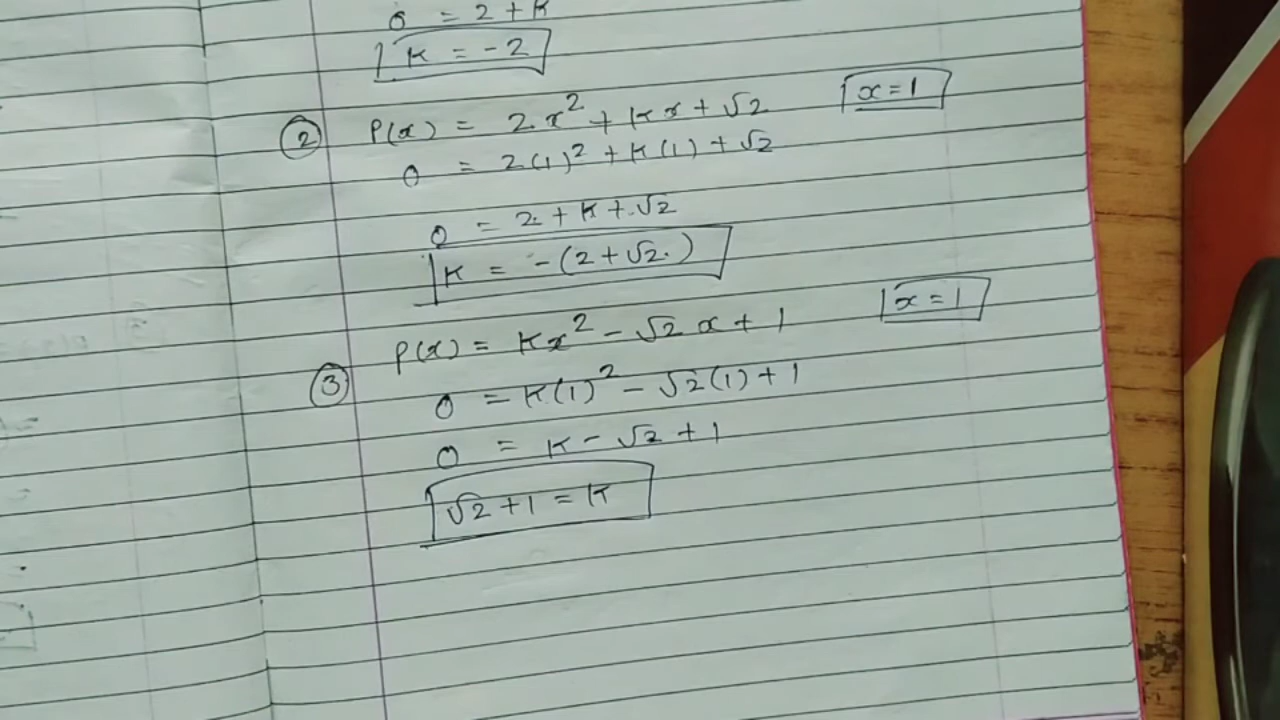 0 = 2 + K
K = -2
② P(x) = 2x² + Kx + √2 x = 1
0 = 2(1)² + K(1) + √2
0 = 2 + K + √2
K = -(2 + √2)
③ P(x) = Kx² - √2 x + 1 x = 1
0 = K(1)² - √2(1) + 1
0 = K - √2 + 1
√2 + 1 = K